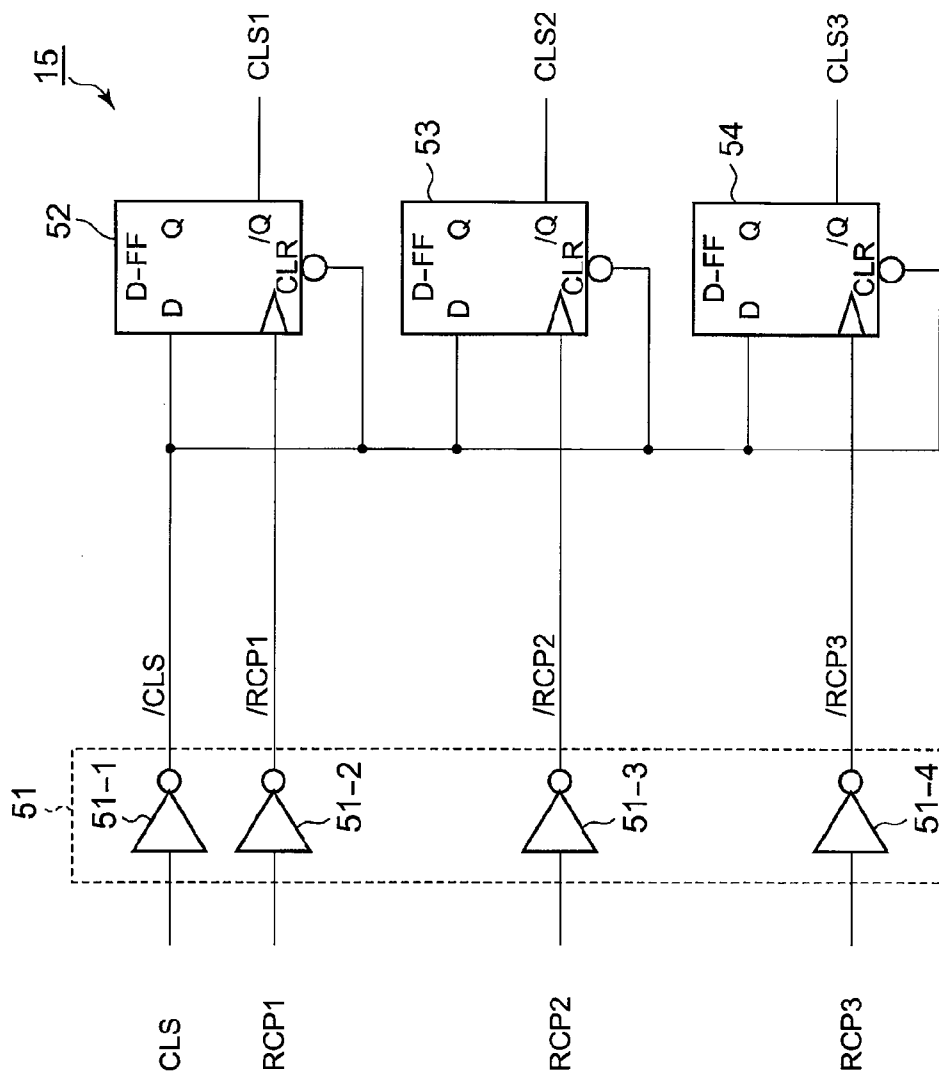 15
51
51-1
/CLS
52
D-FF
D
Q
/Q
CLR
CLS1
CLS
RCP1
51-2
/RCP1
53
D-FF
D
Q
/Q
CLR
CLS2
RCP2
51-3
/RCP2
54
D-FF
D
Q
/Q
CLR
CLS3
RCP3
51-4
/RCP3